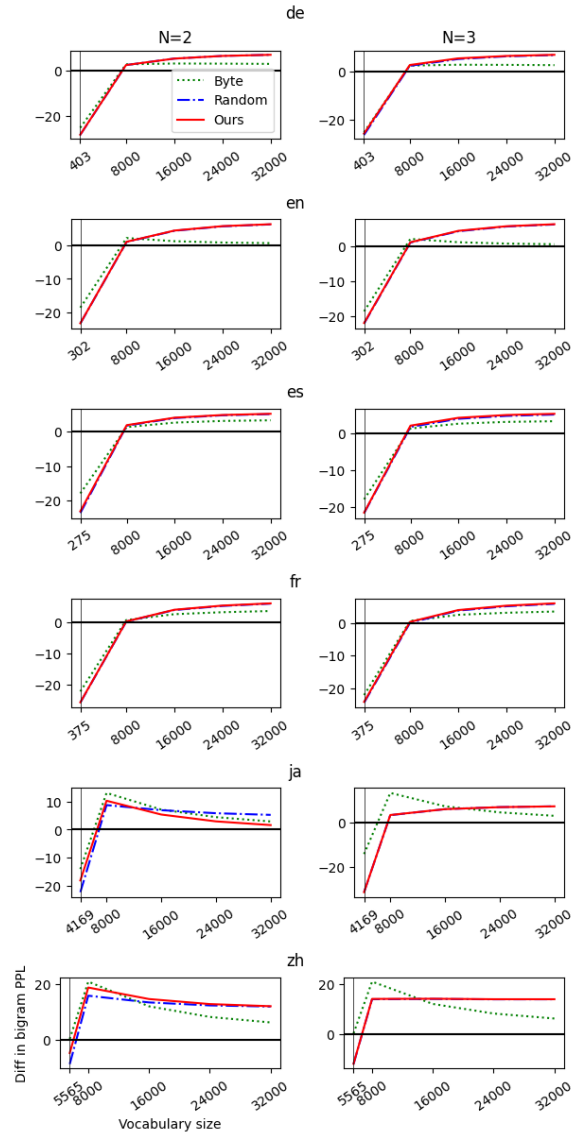 de
N=2 N=3
0
−20
Byte
Random
Ours
403 8000 16000 24000 32000
0
−20
403 8000 16000 24000 32000
en
0
−10
−20
302 8000 16000 24000 32000
0
−10
−20
302 8000 16000 24000 32000
es
0
−10
−20
275 8000 16000 24000 32000
0
−10
−20
275 8000 16000 24000 32000
fr
0
−10
−20
375 8000 16000 24000 32000
0
−10
−20
375 8000 16000 24000 32000
ja
10
0
−10
−20
4169 8000 16000 24000 32000
0
−20
4169 8000 16000 24000 32000
zh
Diff in bigram PPL
20
0
5565 8000 16000 24000 32000
Vocabulary size
20
0
5565 8000 16000 24000 32000